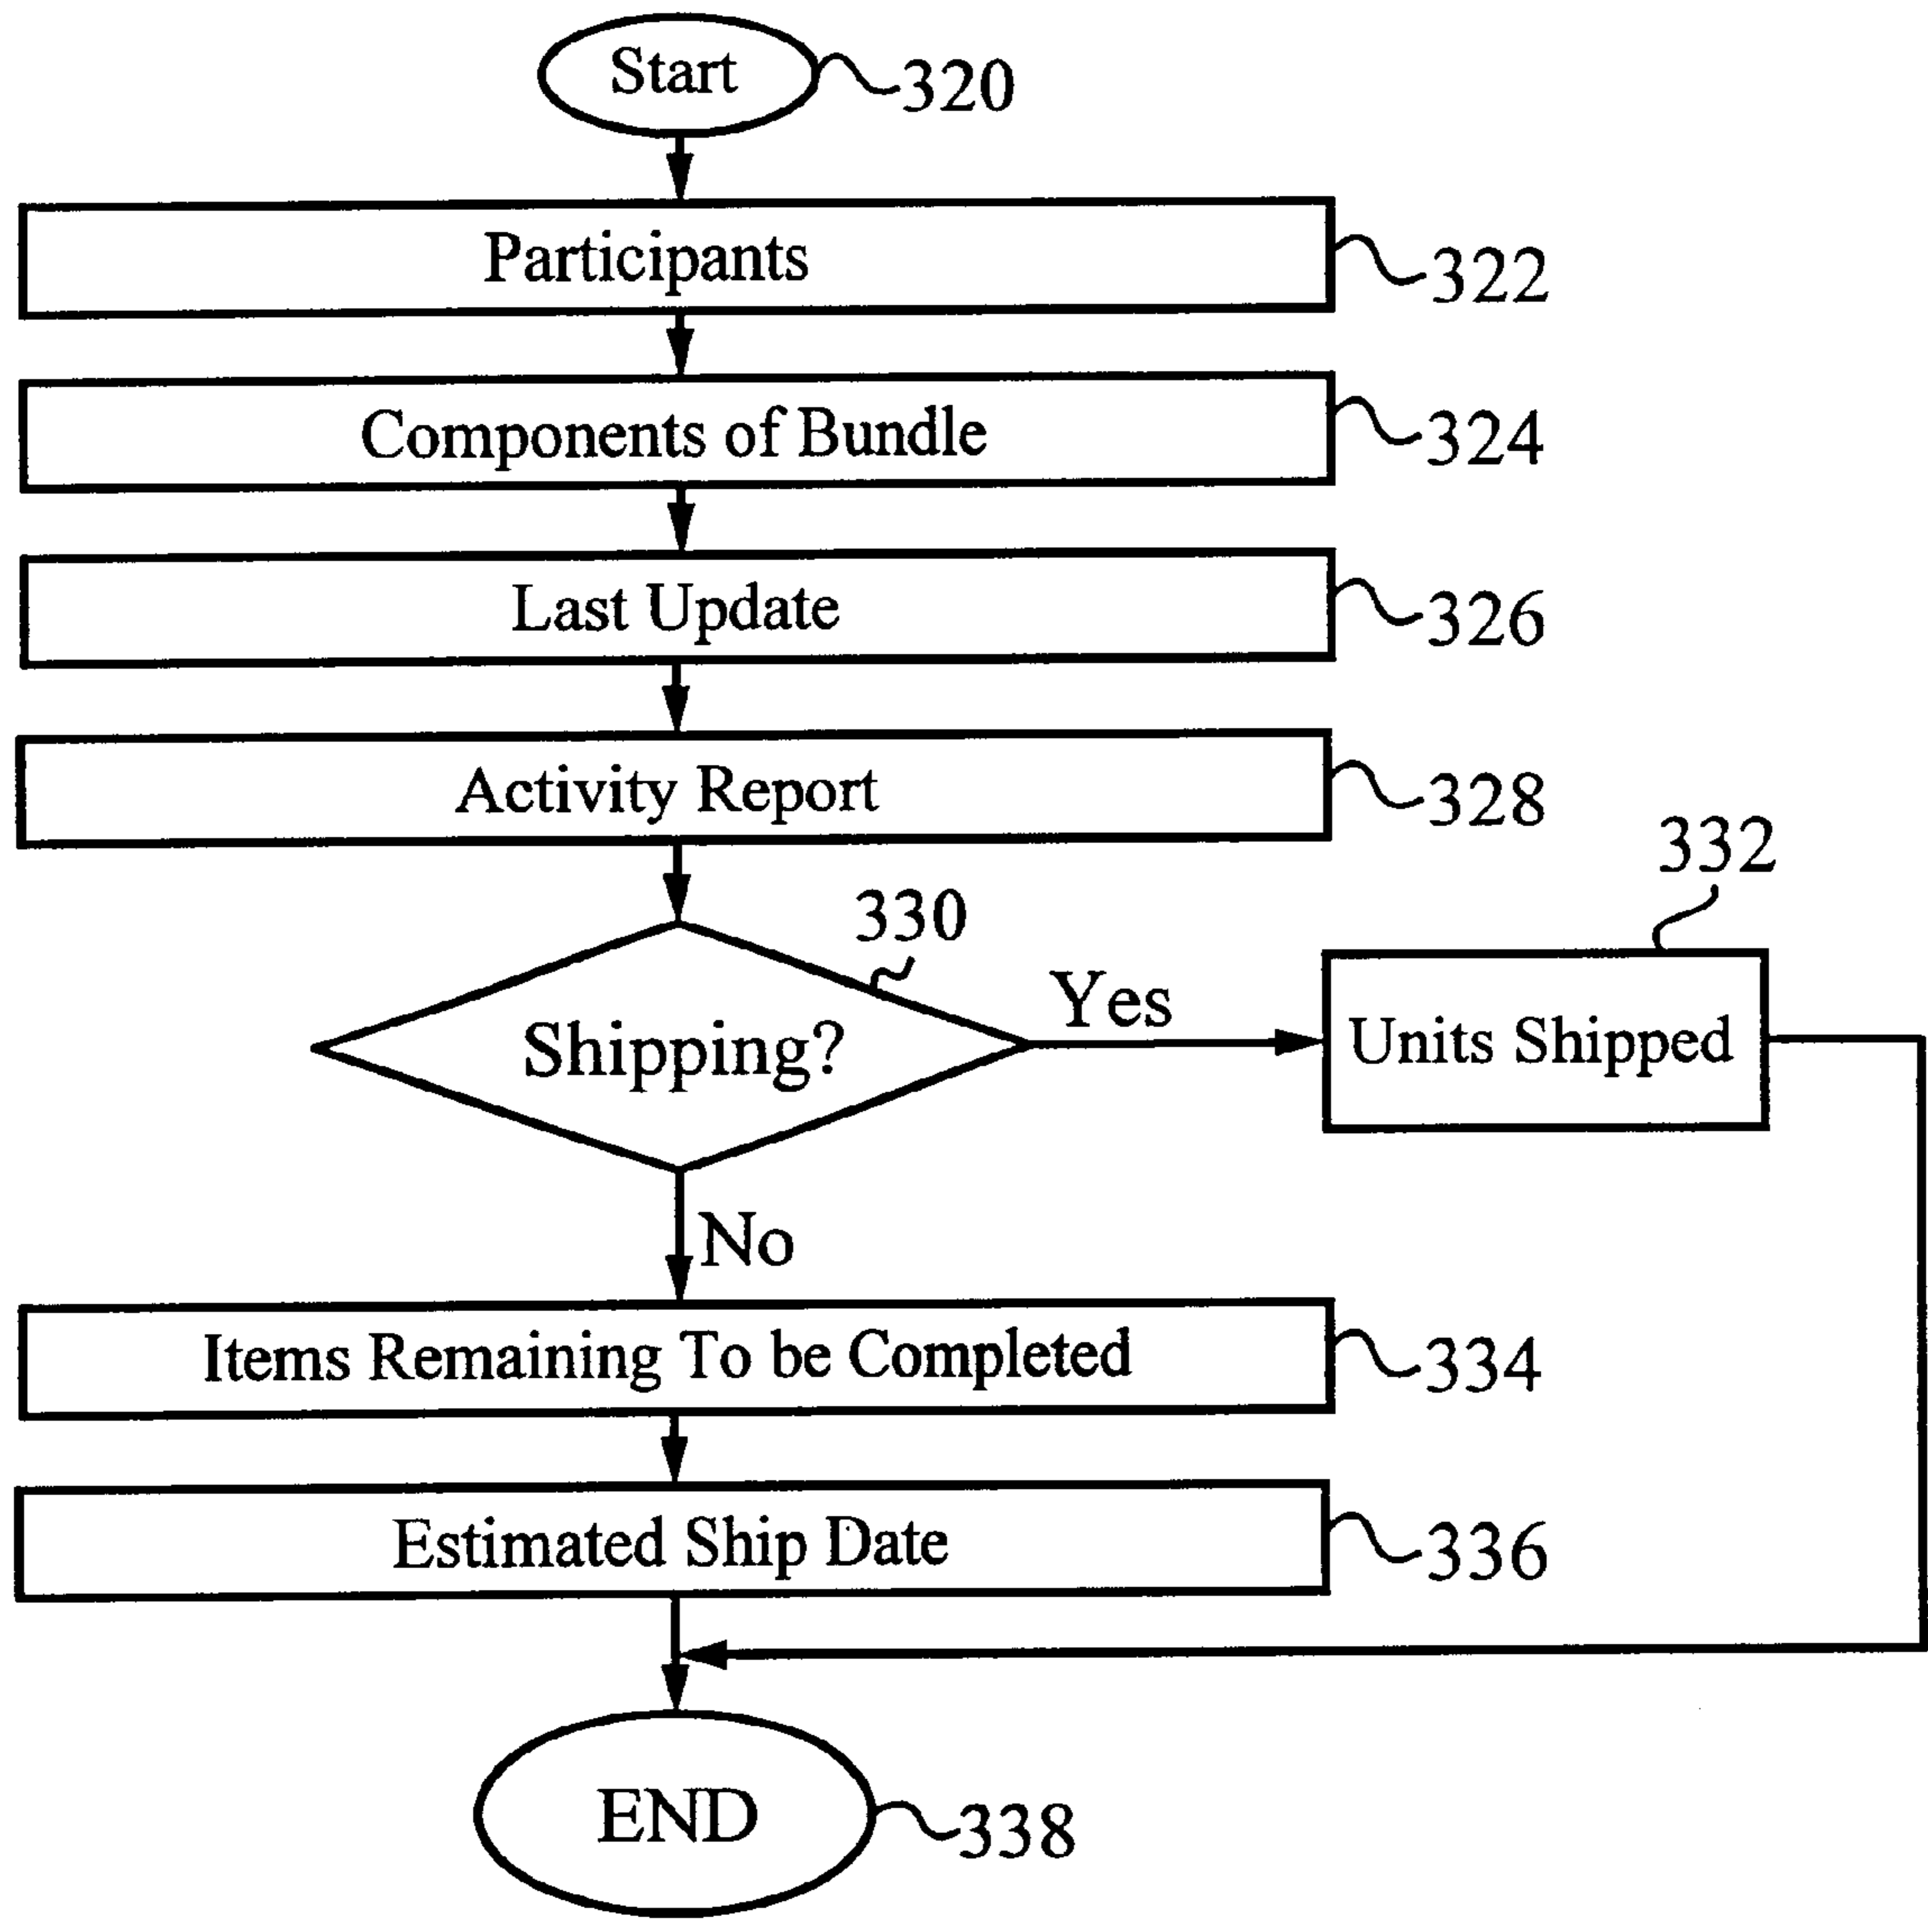 Start
320
Participants
322
Components of Bundle
324
Last Update
326
Activity Report
328
332
330
Yes
Shipping?
Units Shipped
No
Items Remaining To be Completed
334
Estimated Ship Date
336
END
338